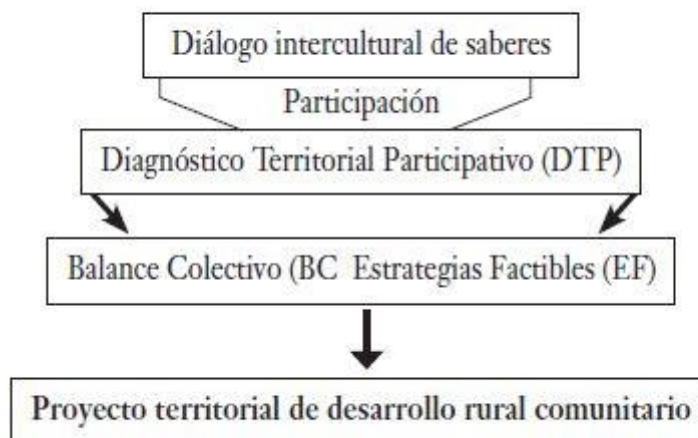 Diálogo intercultural de saberes
Participación
Diagnóstico Territorial Participativo (DTP)
Balance Colectivo (BC Estrategias Factibles (EF)
Proyecto territorial de desarrollo rural comunitario